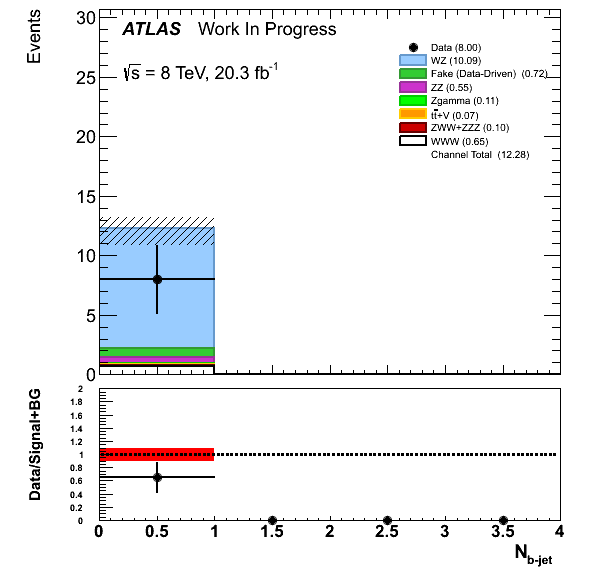 Events
ATLAS Work In Progress
√s = 8 TeV, 20.3 fb-1
Data (8.00)
WZ (10.09)
Fake (Data-Driven) (0.72)
ZZ (0.55)
Zgamma (0.11)
tt̄+V (0.07)
ZWW+ZZZ (0.10)
WWW (0.65)
Channel Total (12.28)
30
25
20
15
10
5
0
Data/Signal+BG
2
1.8
1.6
1.4
1.2
1
0.8
0.6
0.4
0.2
0
0 0.5 1 1.5 2 2.5 3 3.5 4
Nb-jet